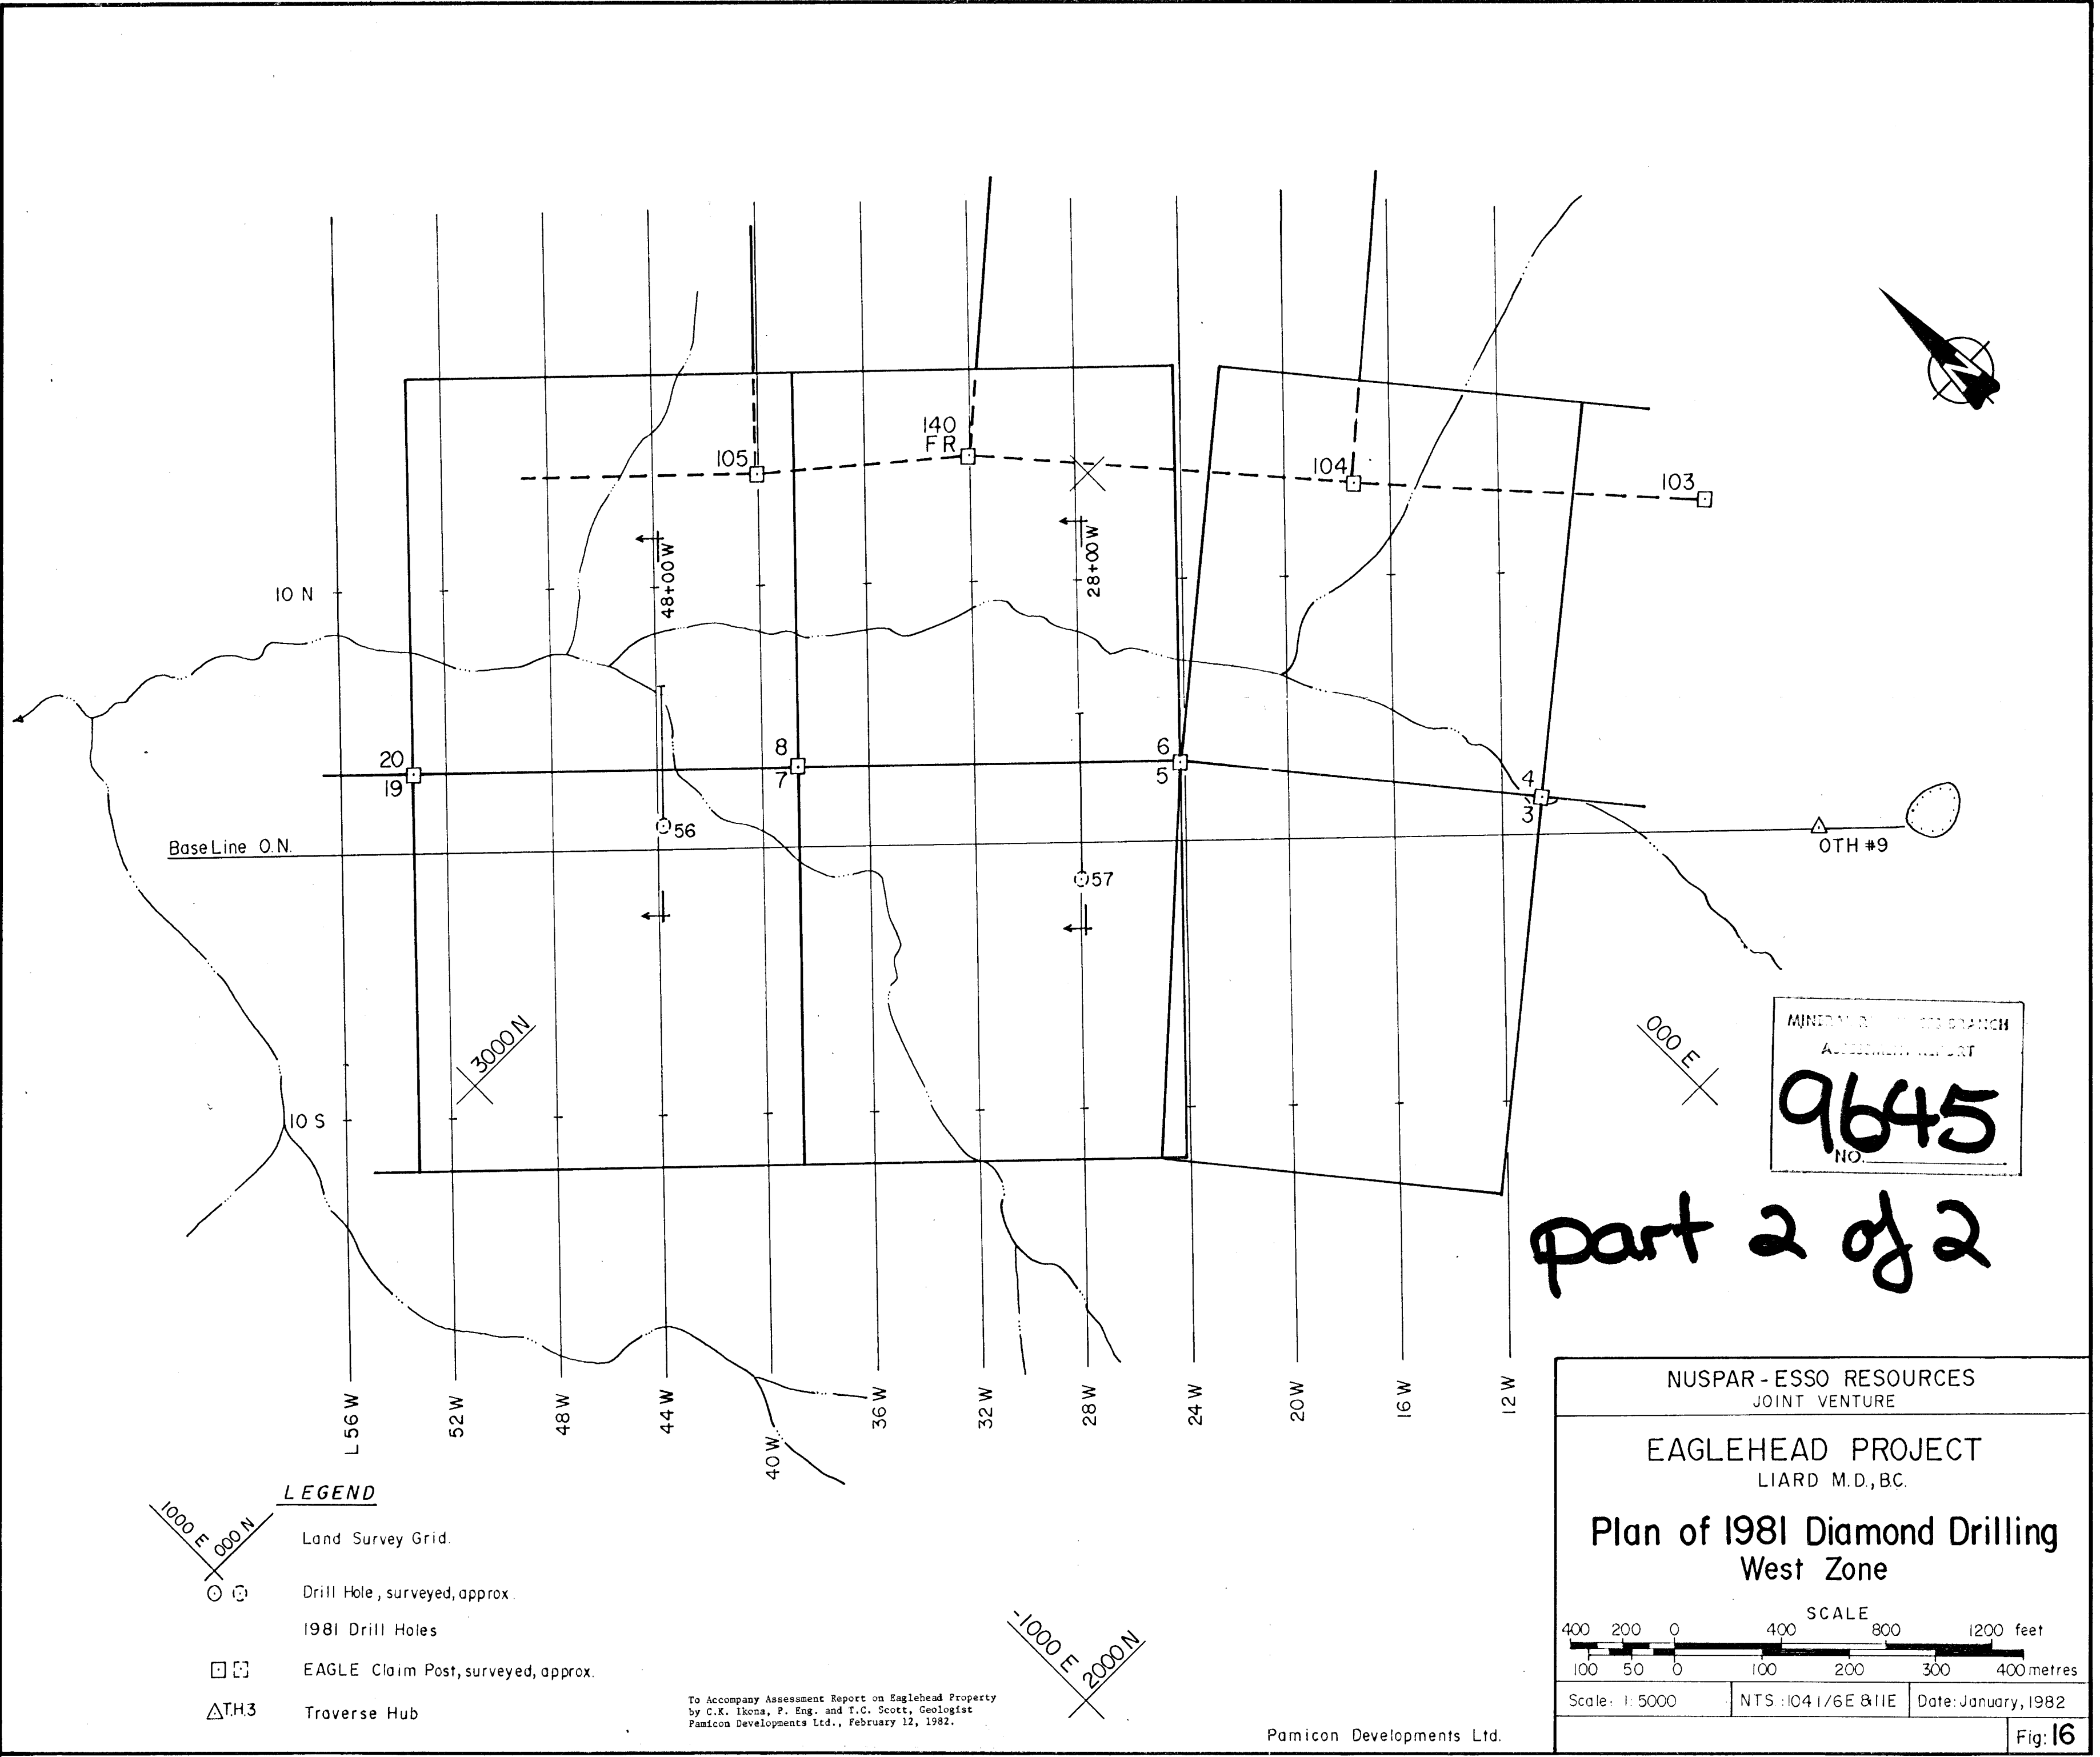 140
FR
105
104
103
N
10 N
48+00W
28+00W
20
19
8
7
6
5
4
3
56
57
Base Line O.N.
OTH #9
3000 N
000 E
10 S
BRANCH
9645
NO.
part 2 of 2
L 56 W
52 W
48 W
44 W
40 W
36 W
32 W
28 W
24 W
20 W
16 W
12 W
LEGEND
1000 E
000 N
Land Survey Grid.
Drill Hole, surveyed, approx.
1981 Drill Holes
EAGLE Claim Post, surveyed, approx.
T.H.3
Traverse Hub
-1000 E
2000 N
To Accompany Assessment Report on Eaglehead Property
by C.K. Ikona, P. Eng. and T.C. Scott, Geologist
Pamicon Developments Ltd., February 12, 1982.
Pamicon Developments Ltd.
NUSPAR - ESSO RESOURCES
JOINT VENTURE
EAGLEHEAD PROJECT
LIARD M.D., B.C.
Plan of 1981 Diamond Drilling
West Zone
SCALE
400 200 0 400 800 1200 feet
100 50 0 100 200 300 400 metres
Scale: 1: 5000
NTS.: 104 I/6E & 11E
Date: January, 1982
Fig: 16